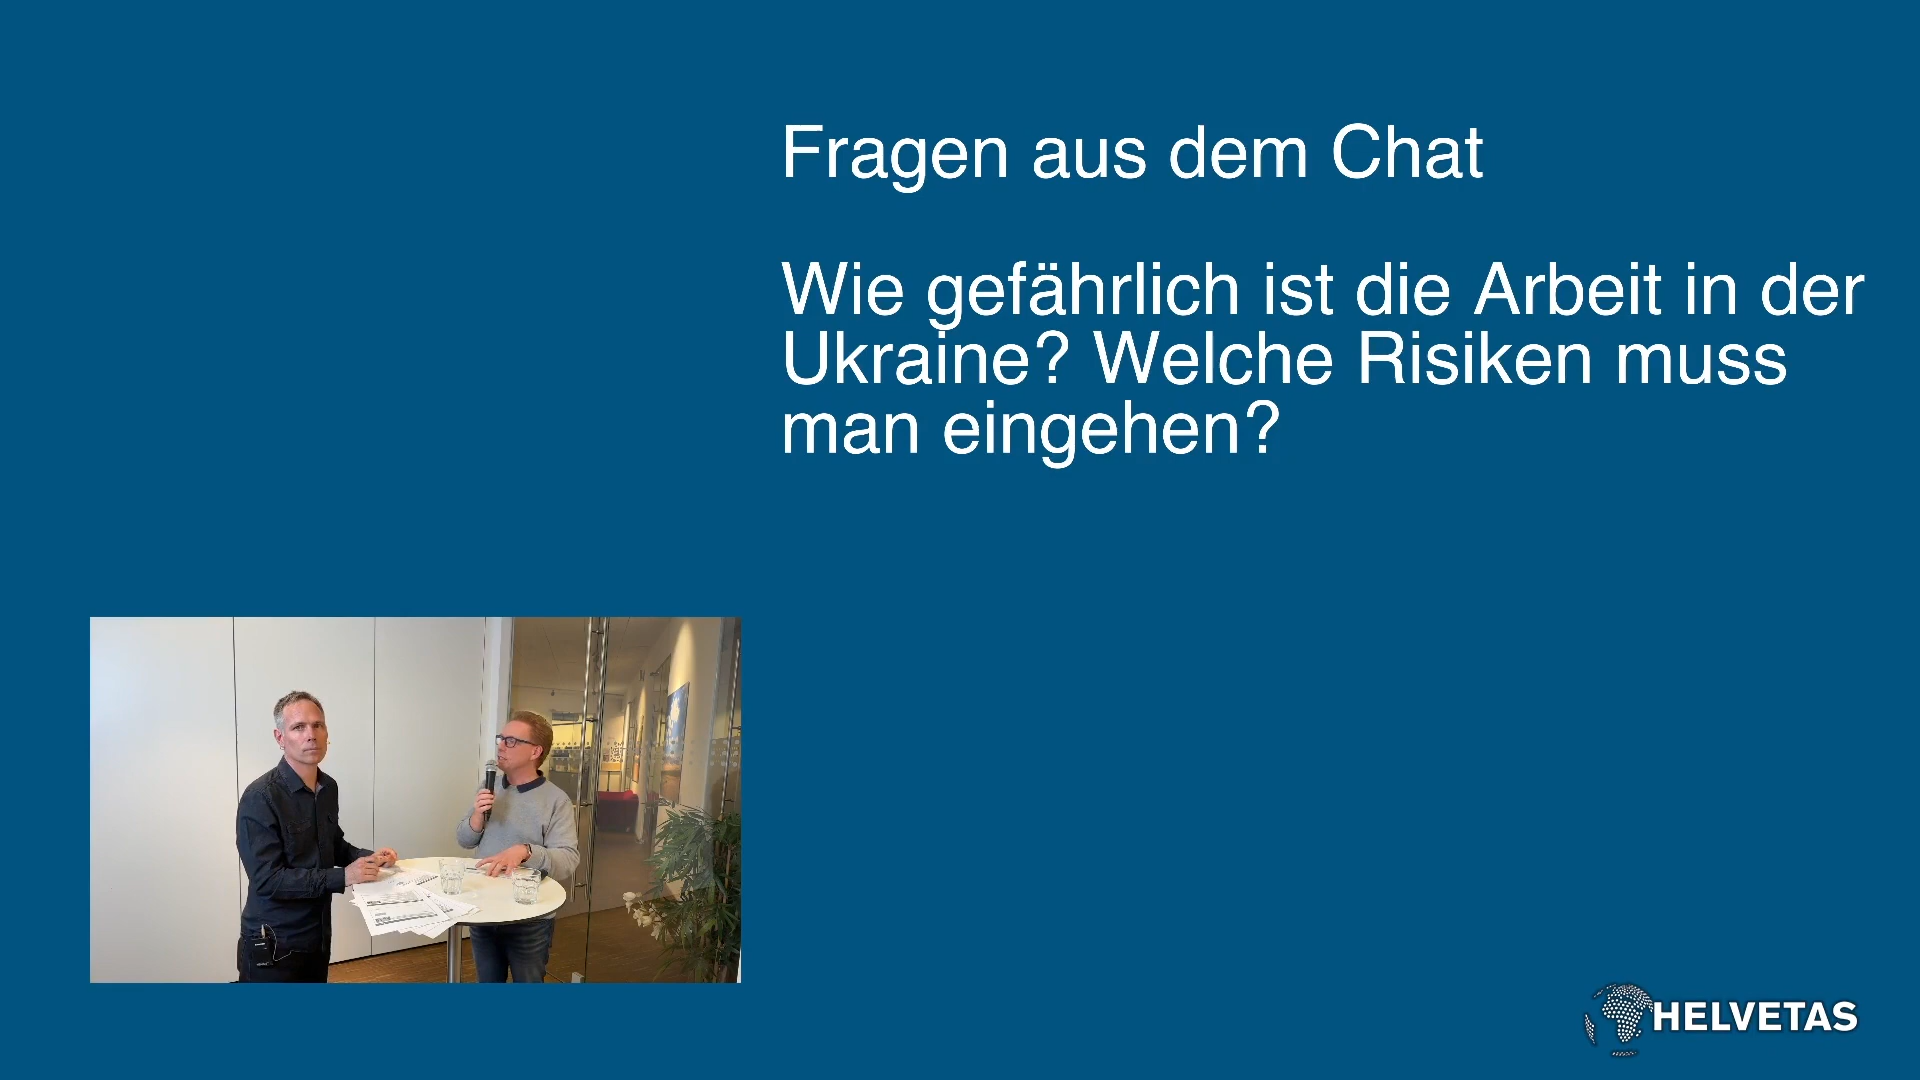 Fragen aus dem Chat
Wie gefährlich ist die Arbeit in der
Ukraine? Welche Risiken muss
man eingehen?
HELVETAS